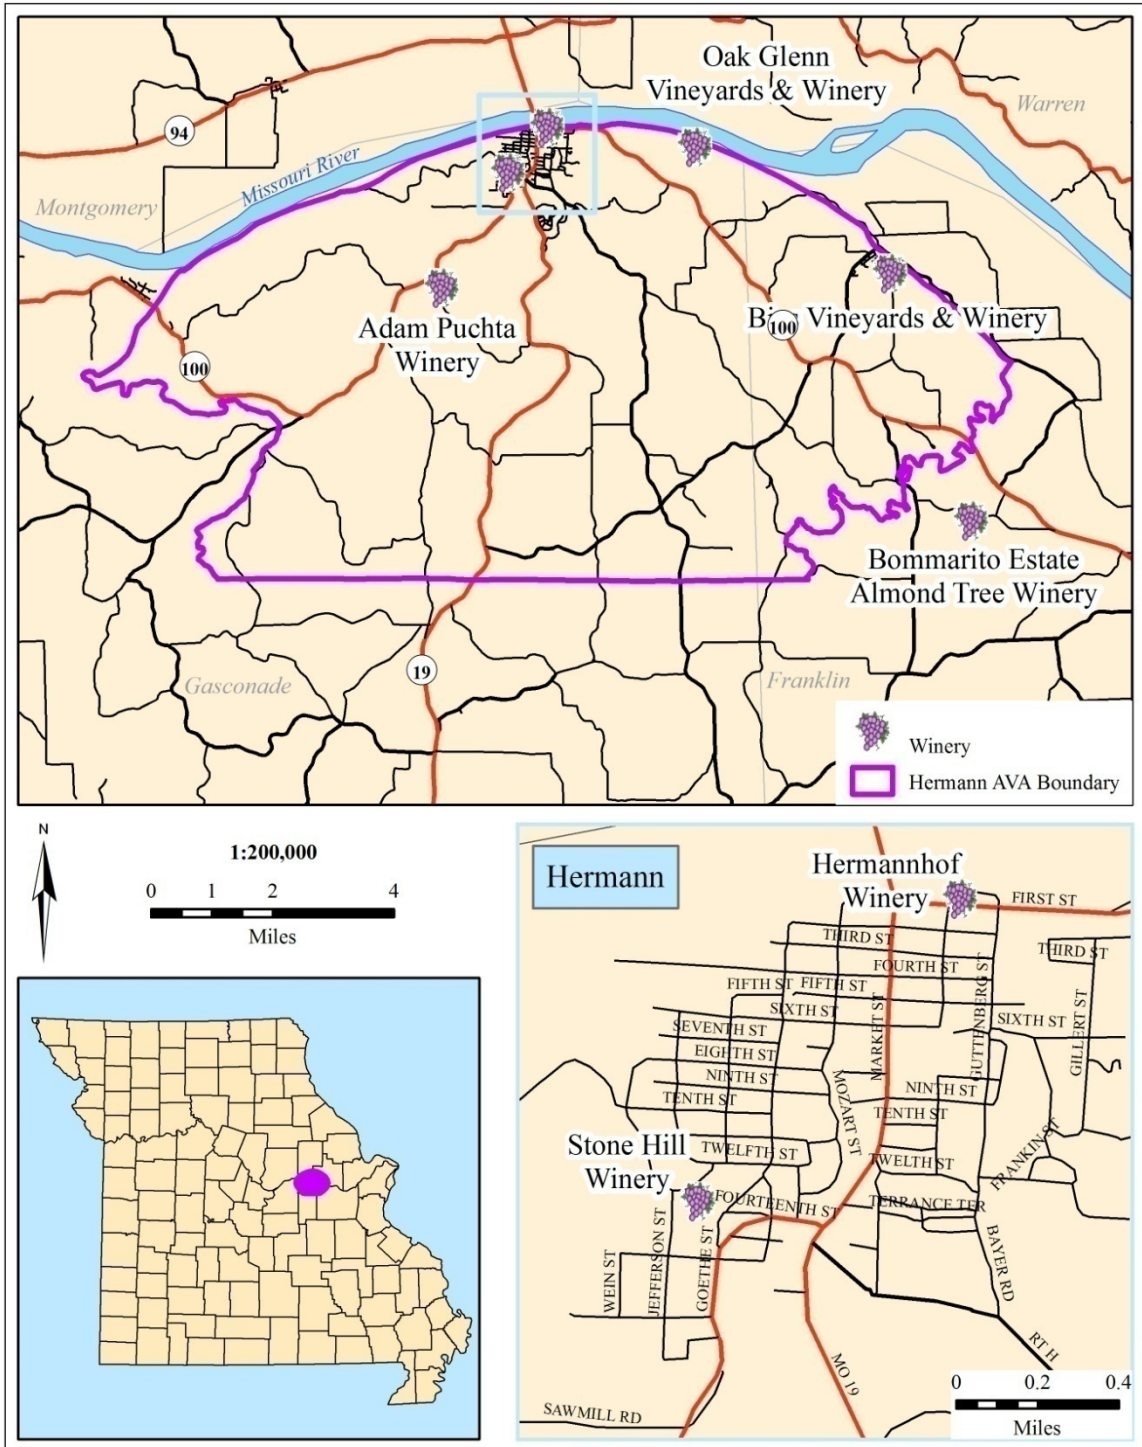 Oak Glenn
Vineyards & Winery
Warren
94
Missouri River
Montgomery
Vineyards & Winery
100
Adam Puchta
Winery
100
Bommarito Estate
Almond Tree Winery
19
Gasconade
Franklin
Winery
Hermann AVA Boundary
N
1:200,000
0 1 2 4
Miles
Hermann
Hermannhof
Winery
FIRST ST
THIRD ST
THIRD ST
FOURTH ST
FIFTH ST
FIFTH ST
SIXTH ST
SIXTH ST
SEVENTH ST
EIGHTH ST
NINTH ST
NINTH ST
TENTH ST
TENTH ST
MARKET ST
GUTTENBERG ST
GILLERT ST
MOZART ST
Stone Hill
Winery
TWELFTH ST
TWELTH ST
FRANKIN ST
FOURTEENTH ST
TERRANCE TER
WEIN ST
JEFFERSON ST
GOETHE ST
BAYER RD
RT H
MO 19
SAWMILL RD
0 0.2 0.4
Miles